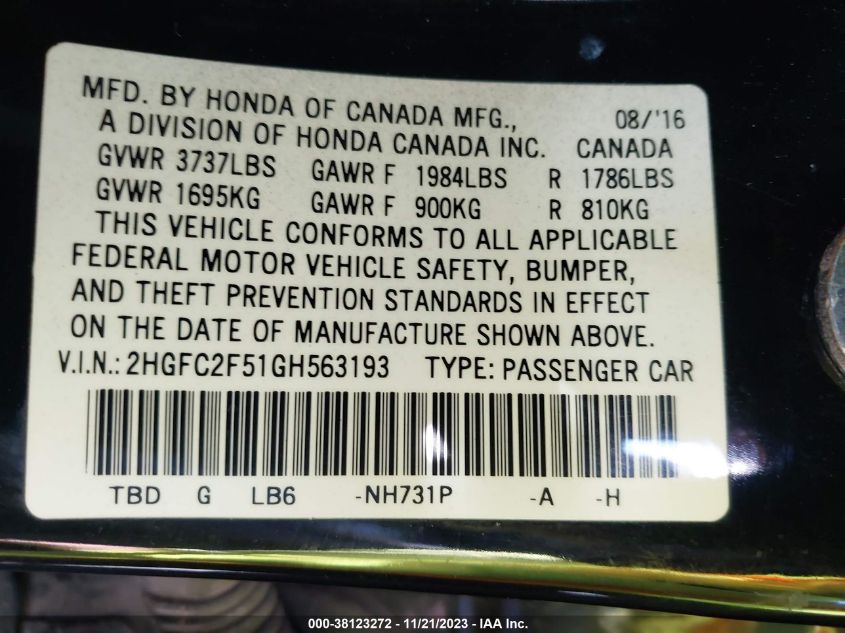 MFD. BY HONDA OF CANADA MFG., 08/'16
A DIVISION OF HONDA CANADA INC. CANADA
GVWR 3737LBS GAWR F 1984LBS R 1786LBS
GVWR 1695KG GAWR F 900KG R 810KG
THIS VEHICLE CONFORMS TO ALL APPLICABLE
FEDERAL MOTOR VEHICLE SAFETY, BUMPER,
AND THEFT PREVENTION STANDARDS IN EFFECT
ON THE DATE OF MANUFACTURE SHOWN ABOVE.
V.I.N.: 2HGFC2F51GH563193 TYPE: PASSENGER CAR
TBD G LB6 -NH731P -A -H
000-38123272 - 11/21/2023 - IAA Inc.